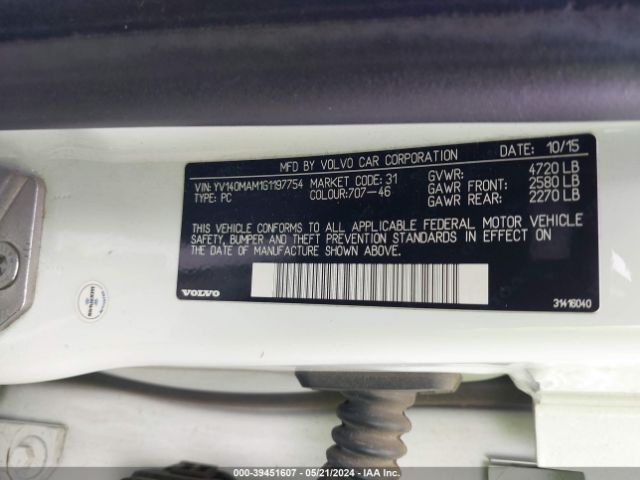 DATE: 10/15
MFD BY VOLVO CAR CORPORATION
VIN: YV140MAM1G1197754 MARKET CODE: 31 GVWR: 4720 LB
TYPE: PC COLOUR:707-46 GAWR FRONT: 2580 LB
GAWR REAR: 2270 LB
THIS VEHICLE CONFORMS TO ALL APPLICABLE FEDERAL MOTOR VEHICLE
SAFETY, BUMPER AND THEFT PREVENTION STANDARDS IN EFFECT ON
THE DATE OF MANUFACTURE SHOWN ABOVE.
VOLVO
31416040
000-39451607 - 05/21/2024 - IAA Inc.